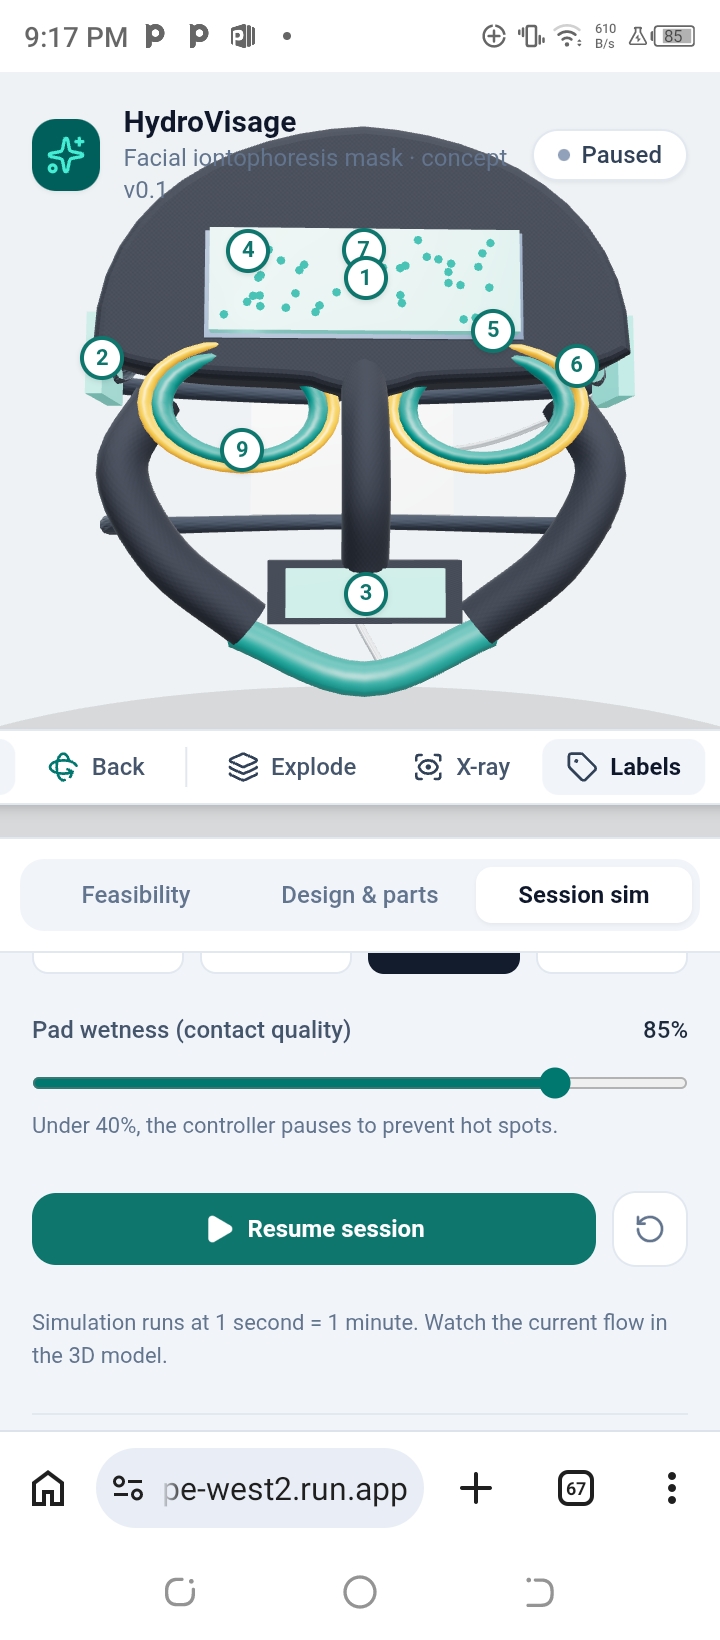 9:17 PM
610
B/s
85
HydroVisage
Facial iontophoresis mask · concept
v0.1
Paused
4
7
1
5
2
6
9
3
Back
Explode
X-ray
Labels
Feasibility
Design & parts
Session sim
Pad wetness (contact quality)
85%
Under 40%, the controller pauses to prevent hot spots.
Resume session
Simulation runs at 1 second = 1 minute. Watch the current flow in
the 3D model.
pe-west2.run.app
67